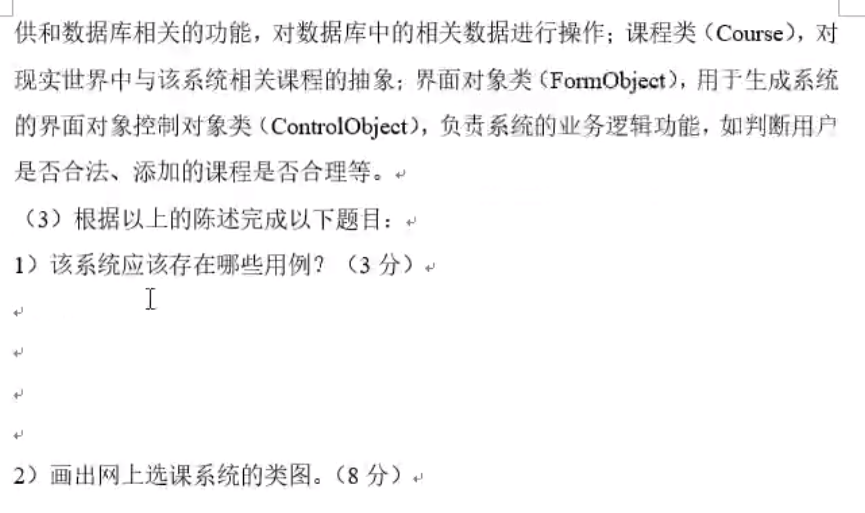 供和数据库相关的功能，对数据库中的相关数据进行操作；课程类（Course），对
现实世界中与该系统相关课程的抽象；界面对象类（FormObject），用于生成系统
的界面对象控制对象类（ControlObject），负责系统的业务逻辑功能，如判断用户
是否合法、添加的课程是否合理等。
（3）根据以上的陈述完成以下题目：
1）该系统应该存在哪些用例？（3 分）
2）画出网上选课系统的类图。（8 分）